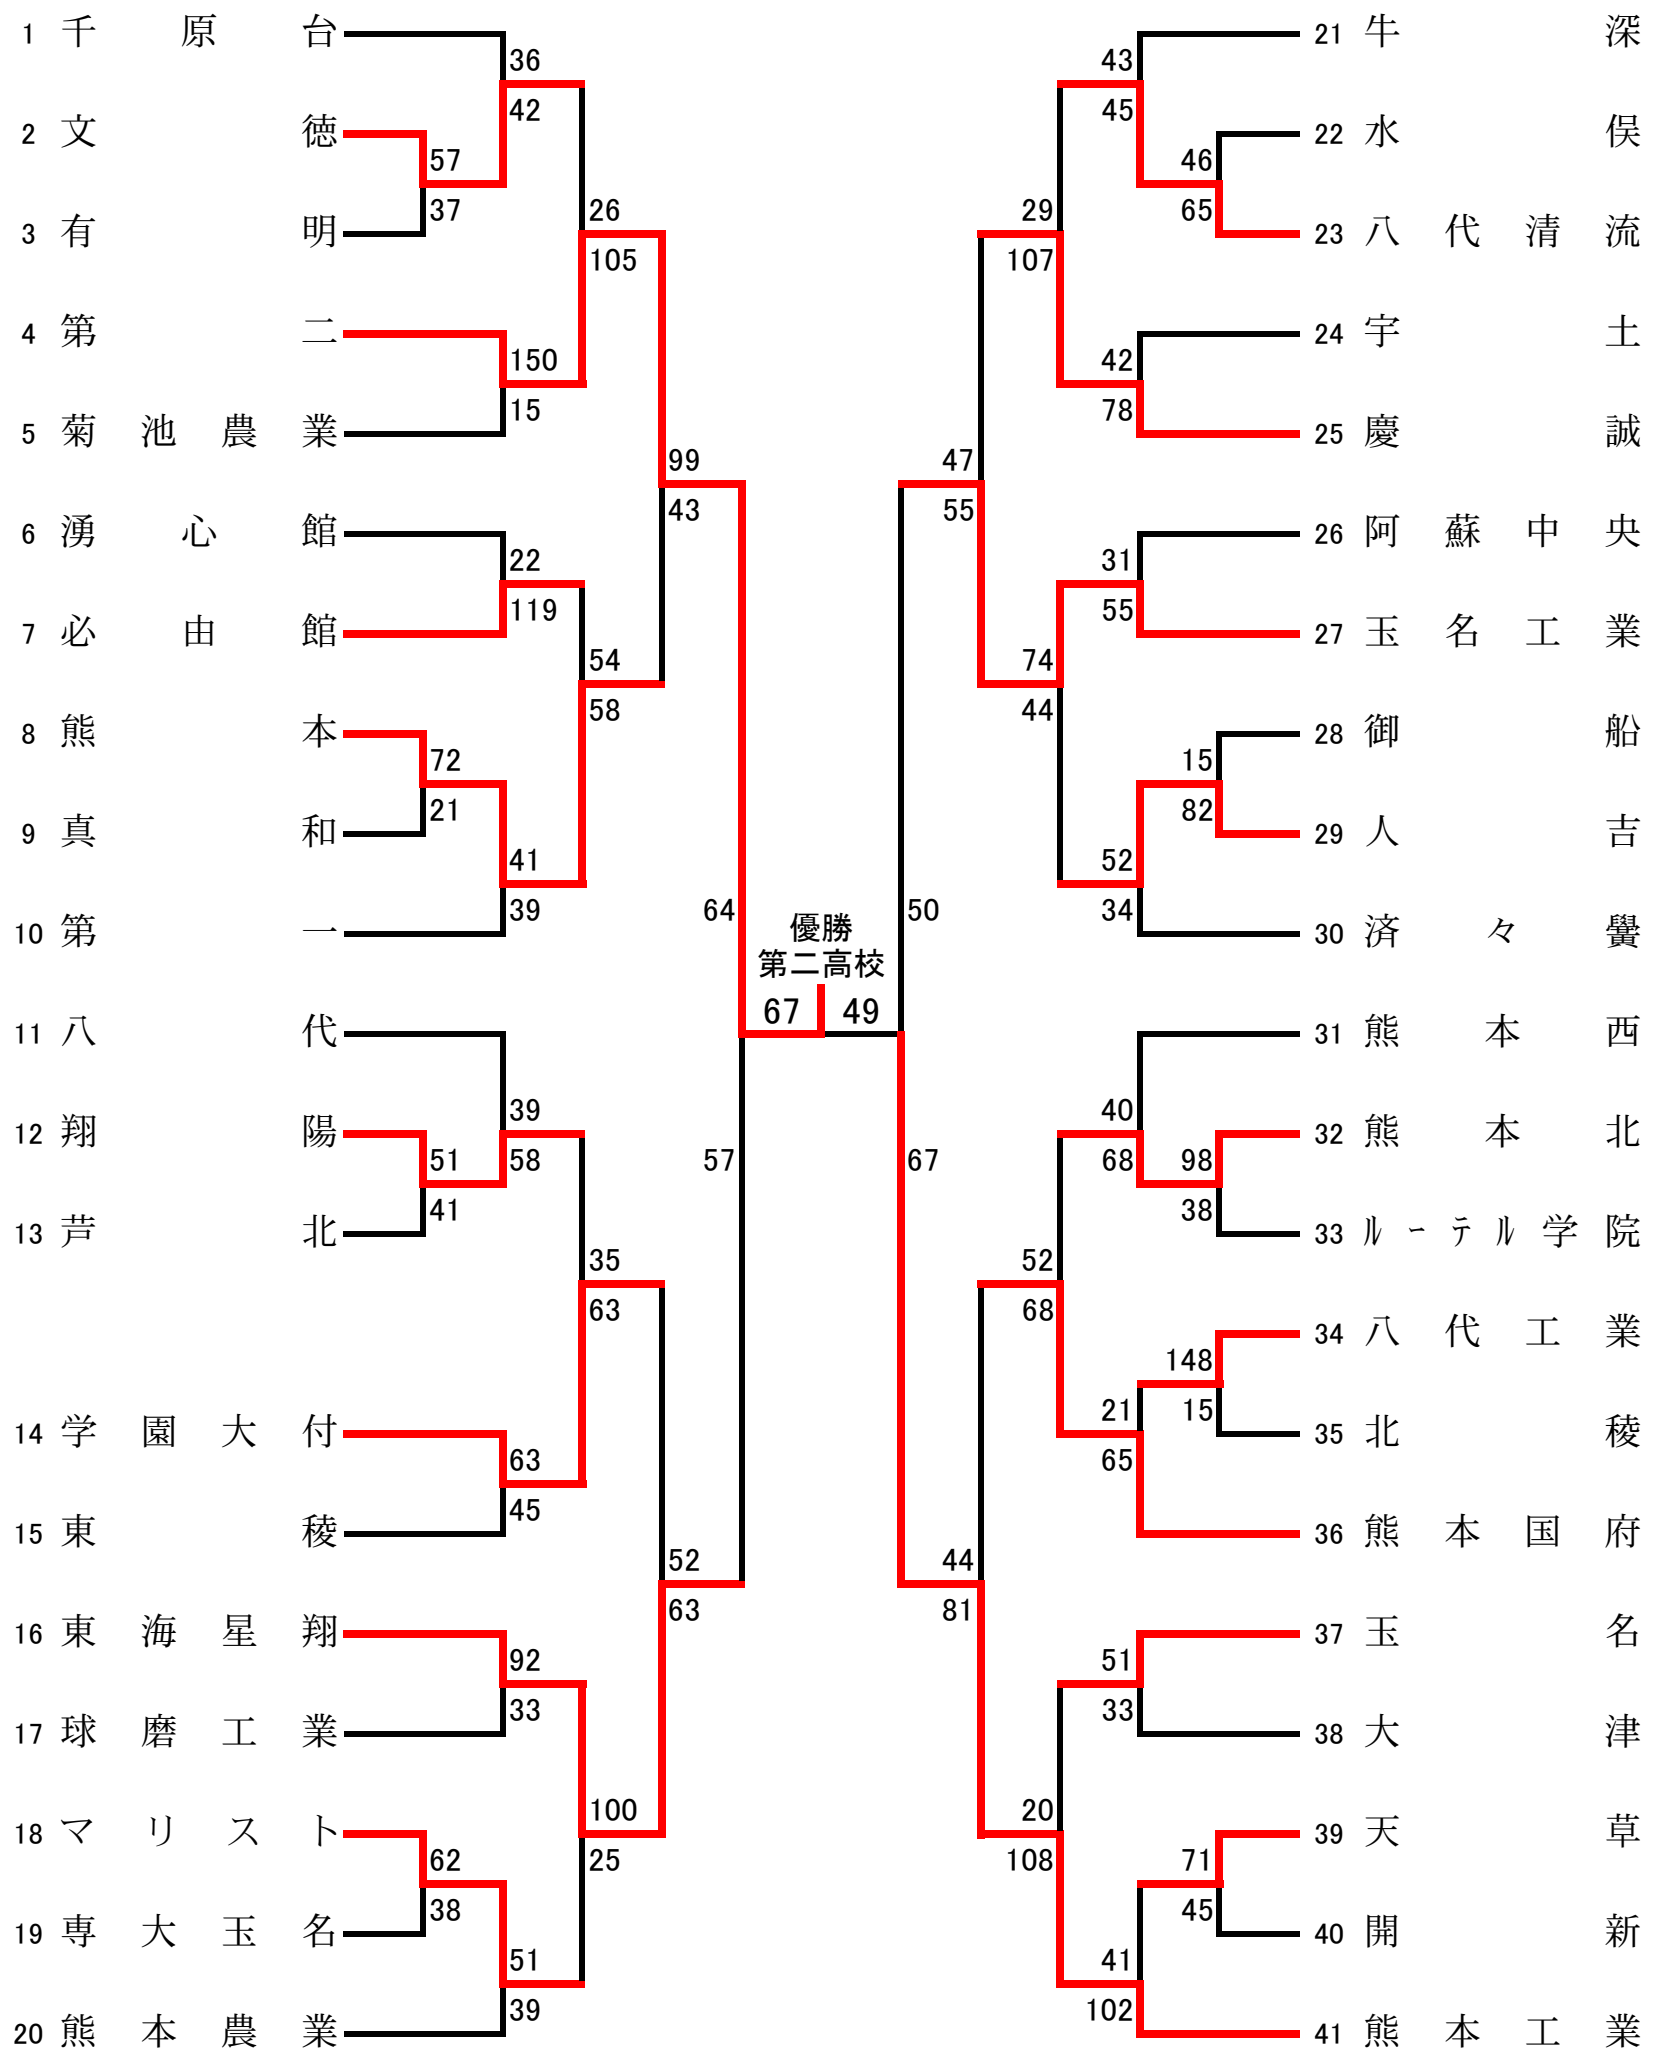 1 千原台
2 文徳
3 有明
4 第二
5 菊池農業
6 湧心館
7 必由館
8 熊本
9 真和
10 第一
11 八代
12 翔陽
13 芦北
14 学園大付
15 東稜
16 東海星翔
17 球磨工業
18 マリスト
19 専大玉名
20 熊本農業
36
42
57
37
26
105
150
15
99
43
22
119
54
58
72
21
41
39
64
39
58
51
41
57
35
63
63
45
52
63
92
33
100
25
62
38
51
39
優勝
第二高校
67 49
43
45
46
65
29
107
42
78
47
55
31
55
74
44
15
82
52
34
50
40
68
98
38
67
52
68
148
15
21
65
44
81
51
33
20
108
71
45
41
102
21 牛深
22 水俣
23 八代清流
24 宇土
25 慶誠
26 阿蘇中央
27 玉名工業
28 御船
29 人吉
30 済々黌
31 熊本西
32 熊本北
33 ﾙｰﾃﾙ学院
34 八代工業
35 北稜
36 熊本国府
37 玉名
38 大津
39 天草
40 開新
41 熊本工業